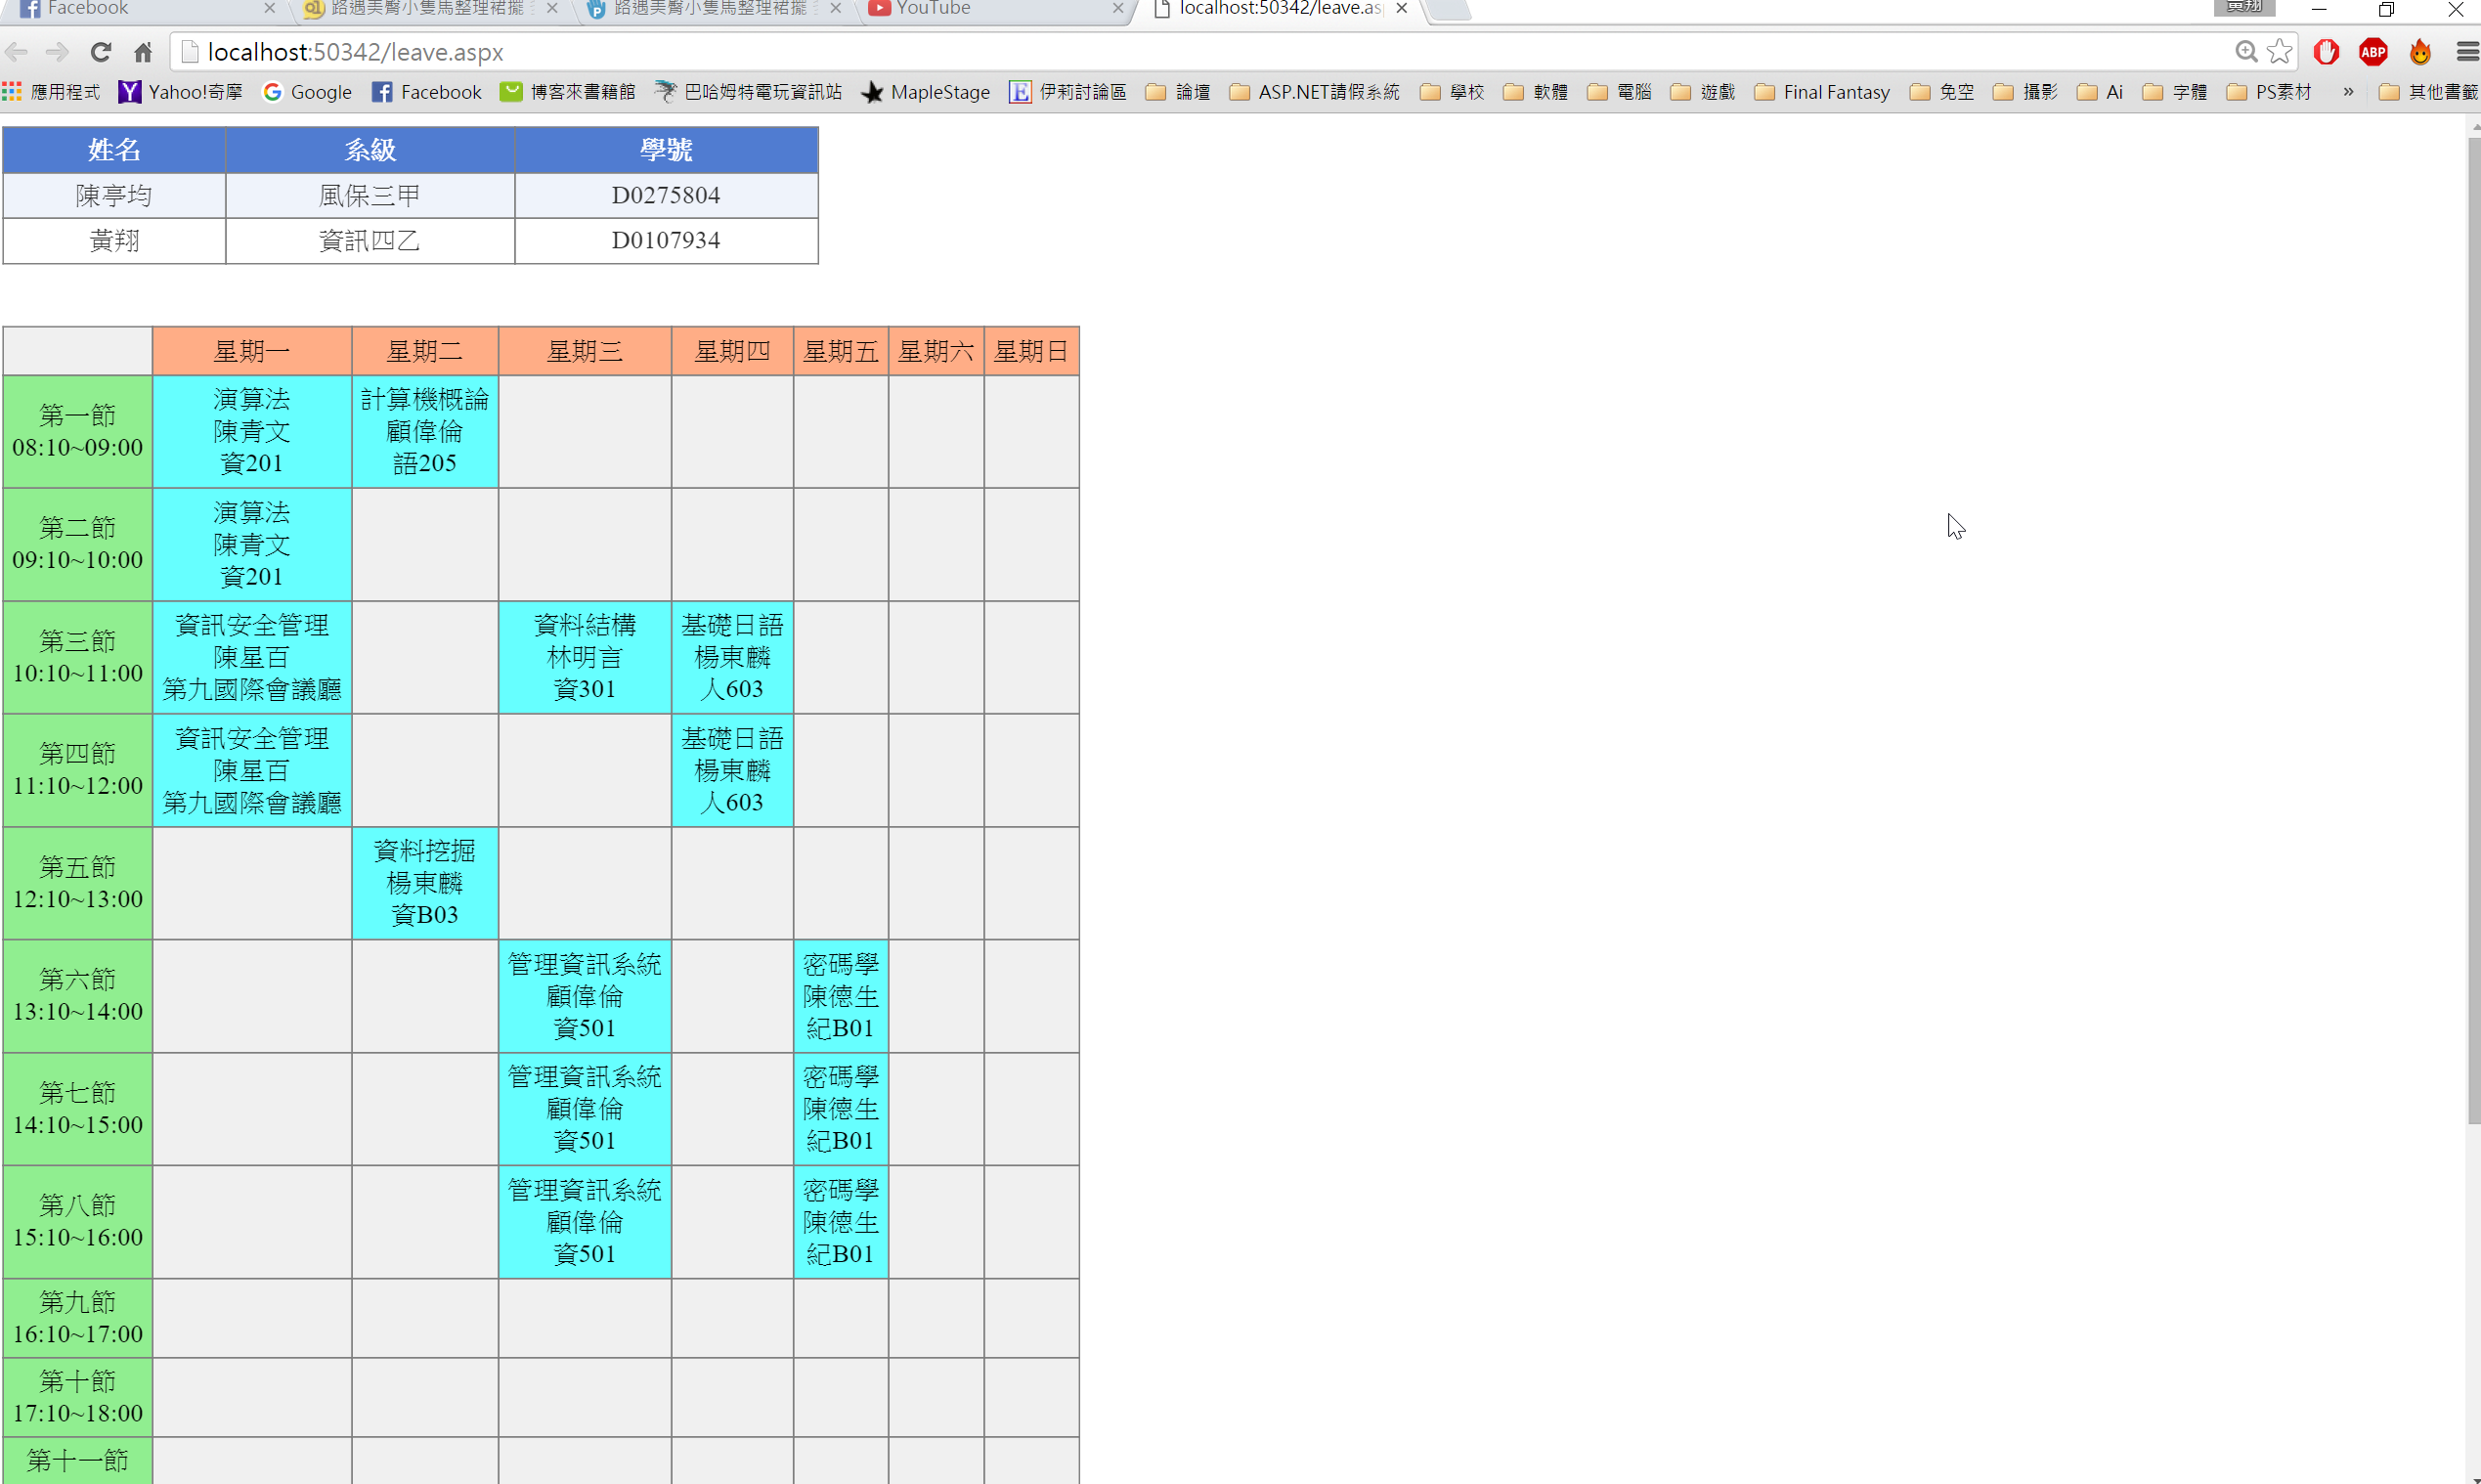 Facebook
路過美臀小隻馬整理裙擺
路過美臀小隻馬整理裙擺
YouTube
localhost:50342/leave.as
黃翔
localhost:50342/leave.aspx
應用程式 Yahoo!奇摩 Google Facebook 博客來書籍館 巴哈姆特電玩資訊站 MapleStage 伊莉討論區 論壇 ASP.NET請假系統 學校 軟體 電腦 遊戲 Final Fantasy 免空 攝影 Ai 字體 PS素材 » 其他書籤
ABP
姓名 系級 學號
陳亭均 風保三甲 D0275804
黃翔 資訊四乙 D0107934
星期一 星期二 星期三 星期四 星期五 星期六 星期日
第一節
08:10~09:00
演算法
陳青文
資201
計算機概論
顧偉倫
語205
第二節
09:10~10:00
演算法
陳青文
資201
第三節
10:10~11:00
資訊安全管理
陳星百
第九國際會議廳
資料結構
林明言
資301
基礎日語
楊東麟
人603
第四節
11:10~12:00
資訊安全管理
陳星百
第九國際會議廳
基礎日語
楊東麟
人603
第五節
12:10~13:00
資料挖掘
楊東麟
資B03
第六節
13:10~14:00
管理資訊系統
顧偉倫
資501
密碼學
陳德生
紀B01
第七節
14:10~15:00
管理資訊系統
顧偉倫
資501
密碼學
陳德生
紀B01
第八節
15:10~16:00
管理資訊系統
顧偉倫
資501
密碼學
陳德生
紀B01
第九節
16:10~17:00
第十節
17:10~18:00
第十一節